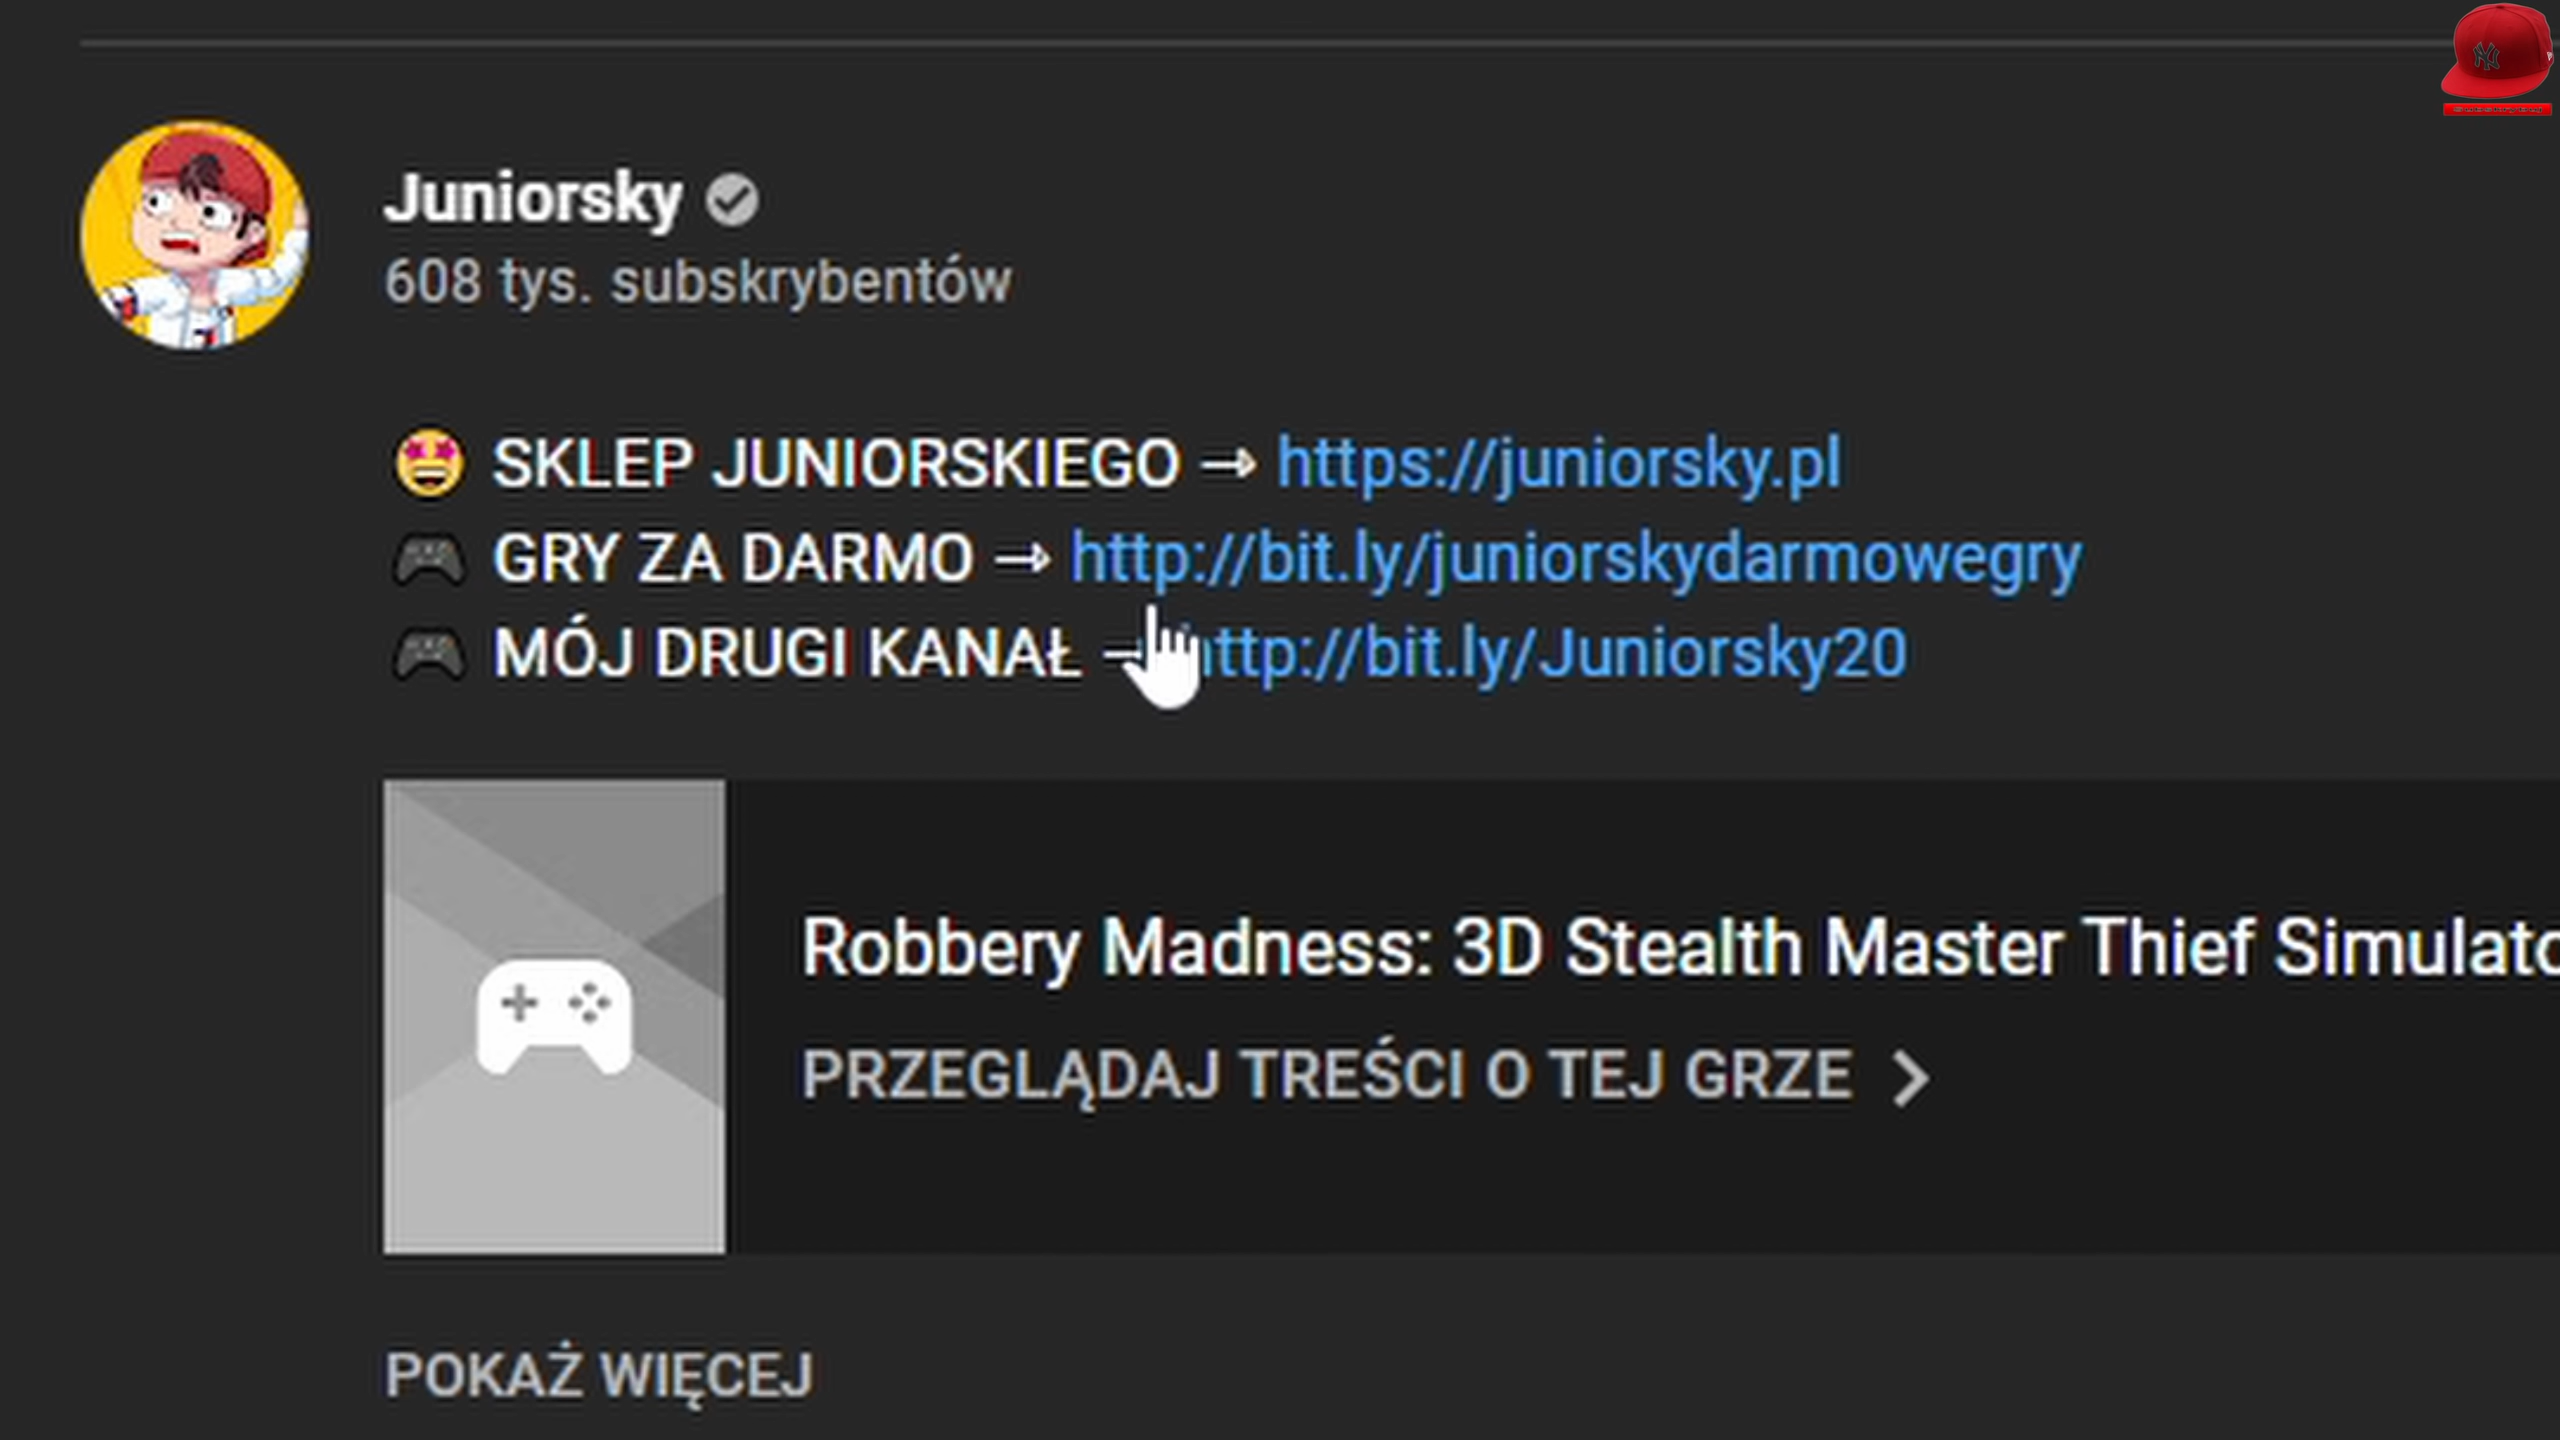 Juniorsky
608 tys. subskrybentów
SKLEP JUNIORSKIEGO → https://juniorsky.pl
GRY ZA DARMO → http://bit.ly/juniorskydarmowegry
MÓJ DRUGI KANAŁ → ttp://bit.ly/Juniorsky20
Robbery Madness: 3D Stealth Master Thief Simulato
PRZEGLĄDAJ TREŚCI O TEJ GRZE
POKAŻ WIĘCEJ